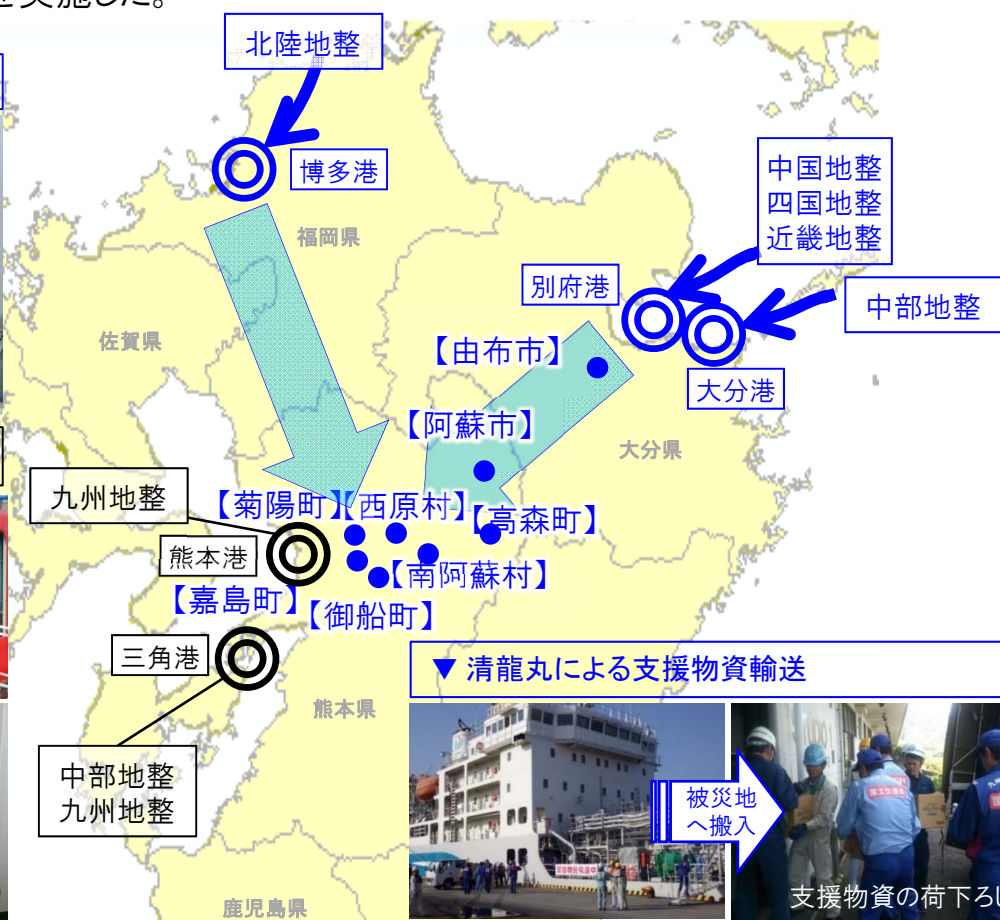 を実施した。
北陸地整
博多港
福岡県
中国地整
四国地整
近畿地整
別府港
中部地整
佐賀県
【由布市】
大分港
【阿蘇市】
大分県
九州地整
【菊陽町】
【西原村】
【高森町】
熊本港
【南阿蘇村】
【嘉島町】
【御船町】
三角港
▼ 清龍丸による支援物資輸送
熊本県
中部地整
九州地整
被災地
へ搬入
支援物資の荷下ろし
鹿児島県